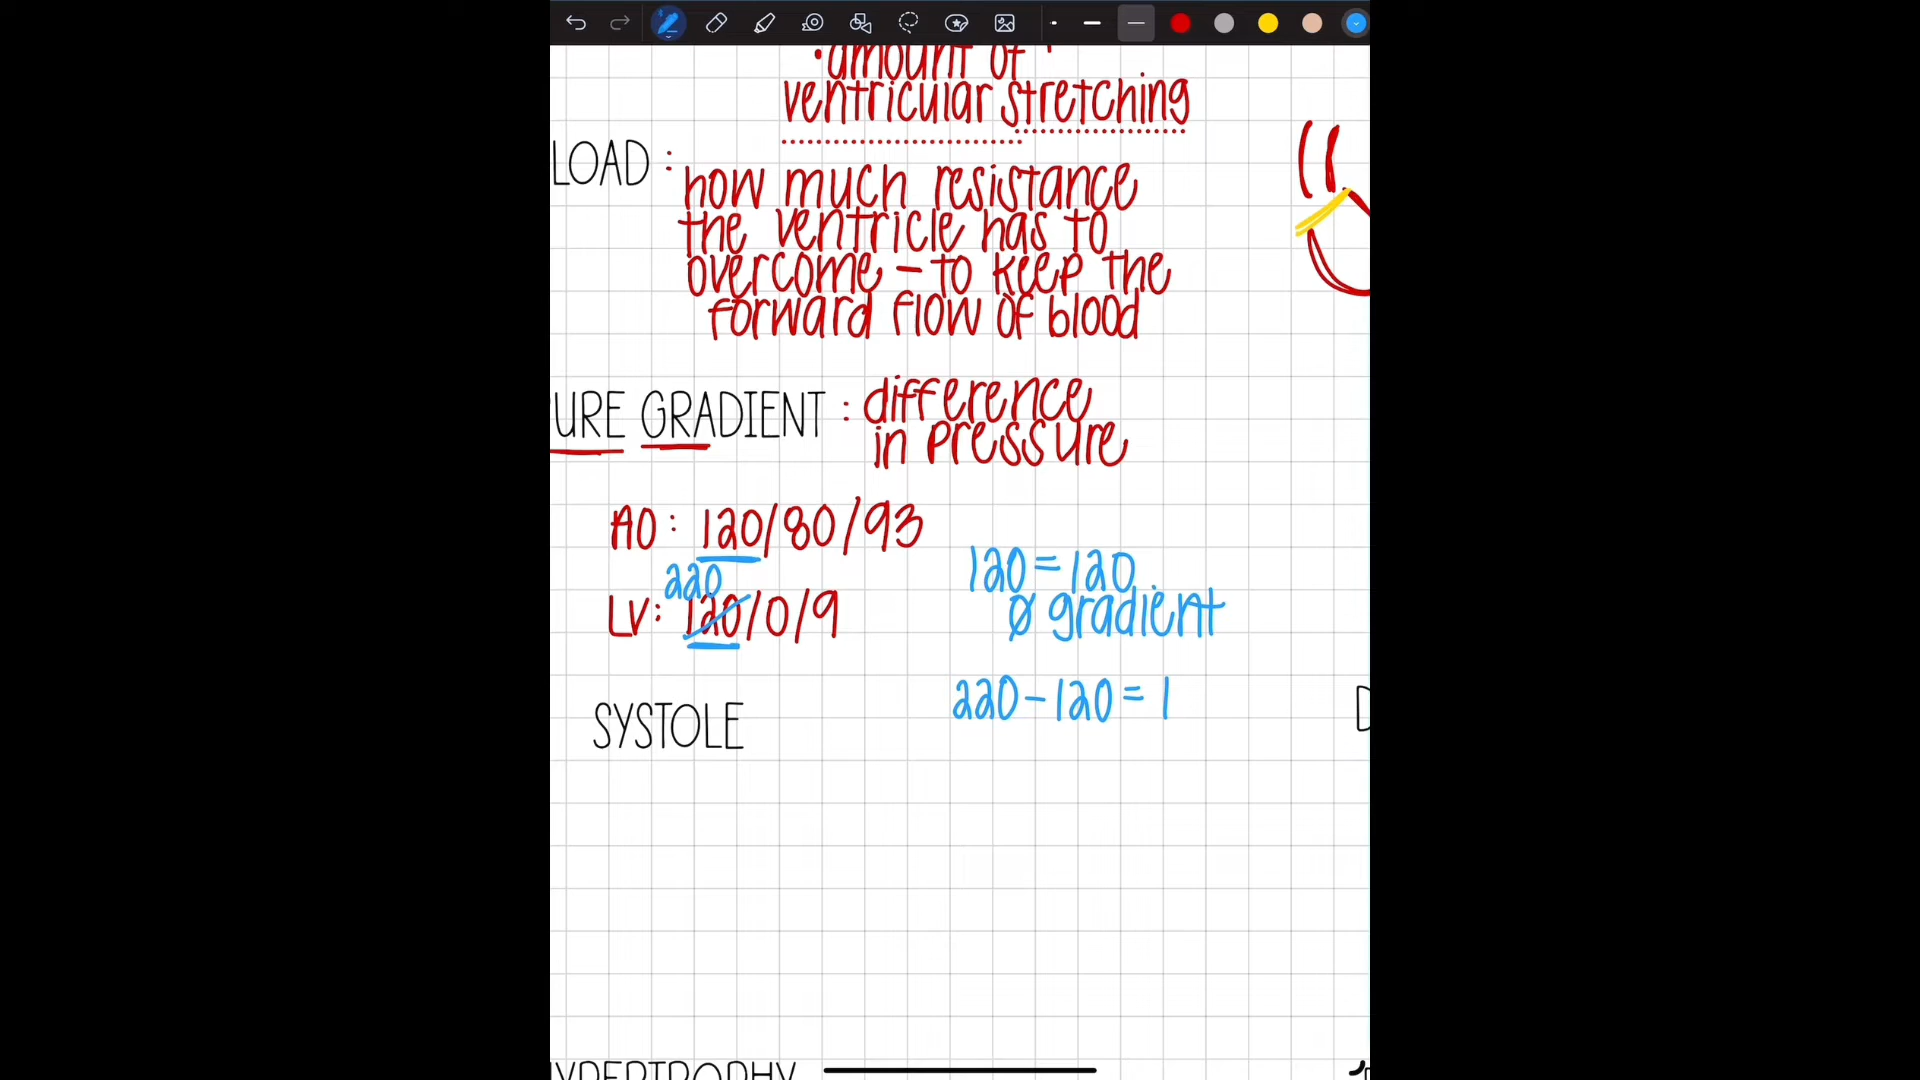 ·amount of
ventricular stretching
LOAD :
how much resistance
the ventricle has to
overcome - to keep the
forward flow of blood
URE GRADIENT : difference
in pressure
AO : 120/80/93
220
LV: 120/0/9
120 = 120
Ø gradient
220 - 120 = 1
SYSTOLE
D
HYPERTROPHY